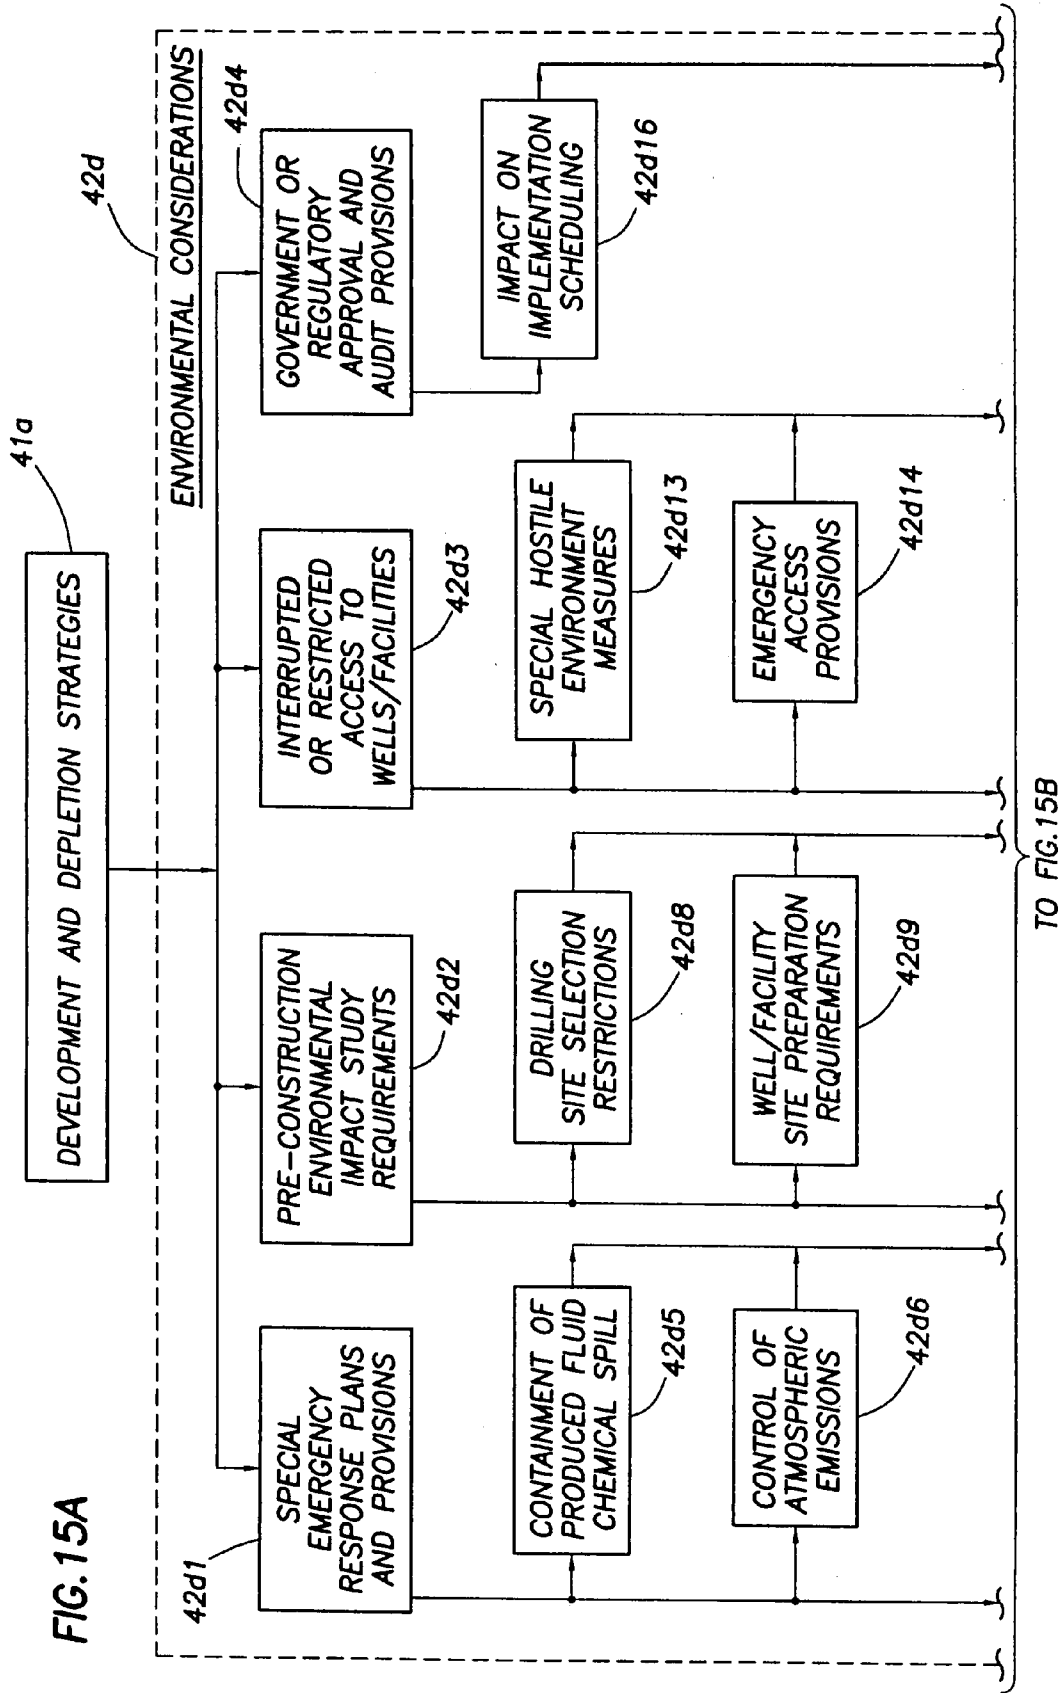 FIG.15A
DEVELOPMENT AND DEPLETION STRATEGIES
41a
42d
ENVIRONMENTAL CONSIDERATIONS
42d1
SPECIAL
EMERGENCY
RESPONSE PLANS
AND PROVISIONS
PRE-CONSTRUCTION
ENVIRONMENTAL
IMPACT STUDY
REQUIREMENTS
42d2
INTERRUPTED
OR RESTRICTED
ACCESS TO
WELLS/FACILITIES
42d3
GOVERNMENT OR
REGULATORY
APPROVAL AND
AUDIT PROVISIONS
42d4
CONTAINMENT OF
PRODUCED FLUID
CHEMICAL SPILL
42d5
DRILLING
SITE SELECTION
RESTRICTIONS
42d8
SPECIAL HOSTILE
ENVIRONMENT
MEASURES
42d13
IMPACT ON
IMPLEMENTATION
SCHEDULING
42d16
CONTROL OF
ATMOSPHERIC
EMISSIONS
42d6
WELL/FACILITY
SITE PREPARATION
REQUIREMENTS
42d9
EMERGENCY
ACCESS
PROVISIONS
42d14
TO FIG.15B